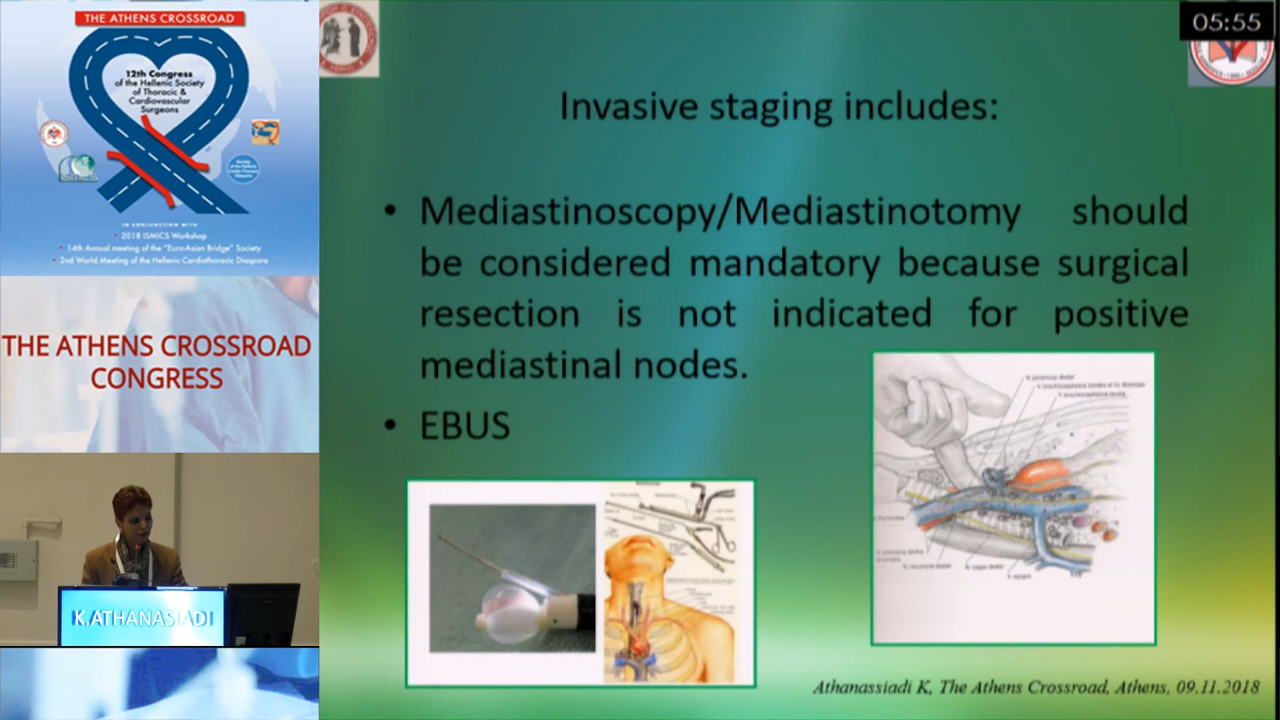 THE ATHENS CROSSROAD
12th Congress
of the Hellenic Society
of Thoracic &
Cardiovascular
Surgeons
IN CONJUNCTION WITH
• 2018 ISMICS Workshop
• 14th Annual meeting of the "Euro-Asian Bridge" Society
• 2nd World Meeting of the Hellenic Cardiothoracic Diaspora
THE ATHENS CROSSROAD
CONGRESS
K.ATHANASIADI
05:55
Invasive staging includes:
• Mediastinoscopy/Mediastinotomy should
be considered mandatory because surgical
resection is not indicated for positive
mediastinal nodes.
• EBUS
Athanassiadi K, The Athens Crossroad, Athens, 09.11.2018